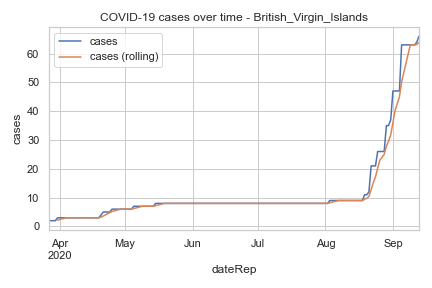 COVID-19 cases over time - British_Virgin_Islands
cases
cases (rolling)
cases
60
50
40
30
20
10
0
Apr May Jun Jul Aug Sep
2020
dateRep